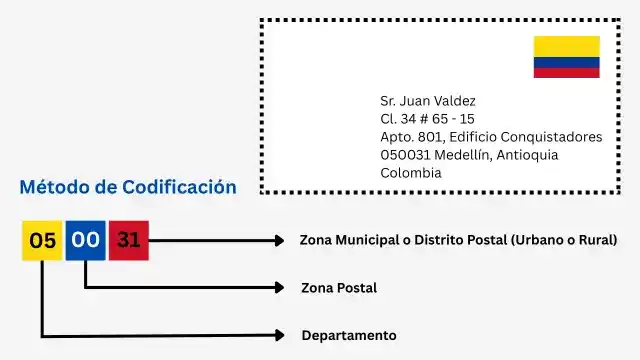 Sr. Juan Valdez
Cl. 34 # 65 - 15
Apto. 801, Edificio Conquistadores
050031 Medellín, Antioquia
Colombia
Método de Codificación
05 00 31
Zona Municipal o Distrito Postal (Urbano o Rural)
Zona Postal
Departamento